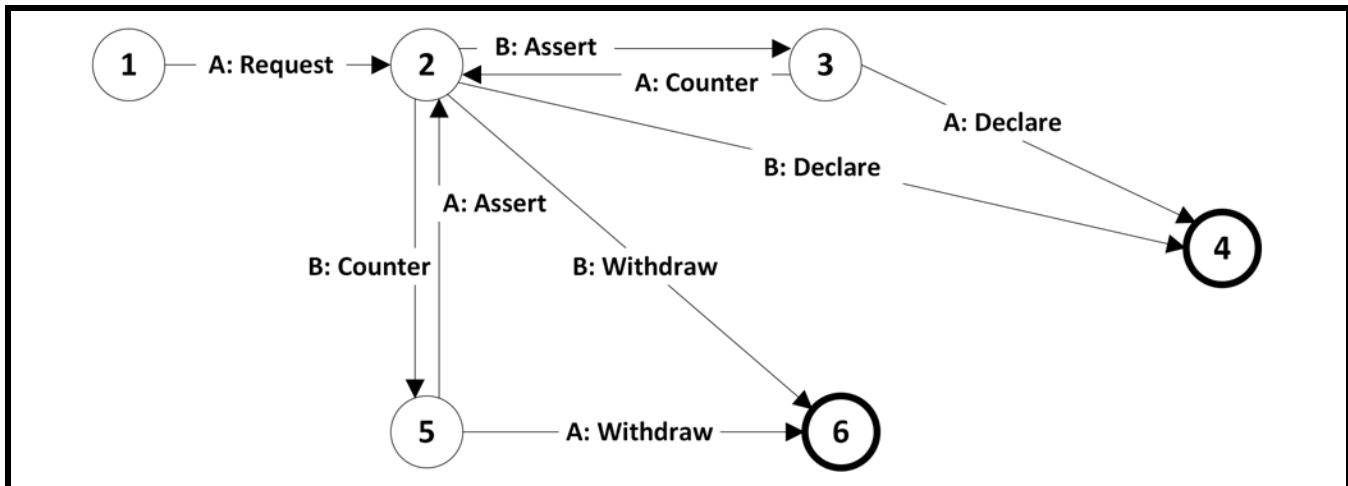 1
A: Request
2
B: Assert
A: Counter
3
A: Declare
B: Declare
4
A: Assert
B: Counter
B: Withdraw
5
A: Withdraw
6